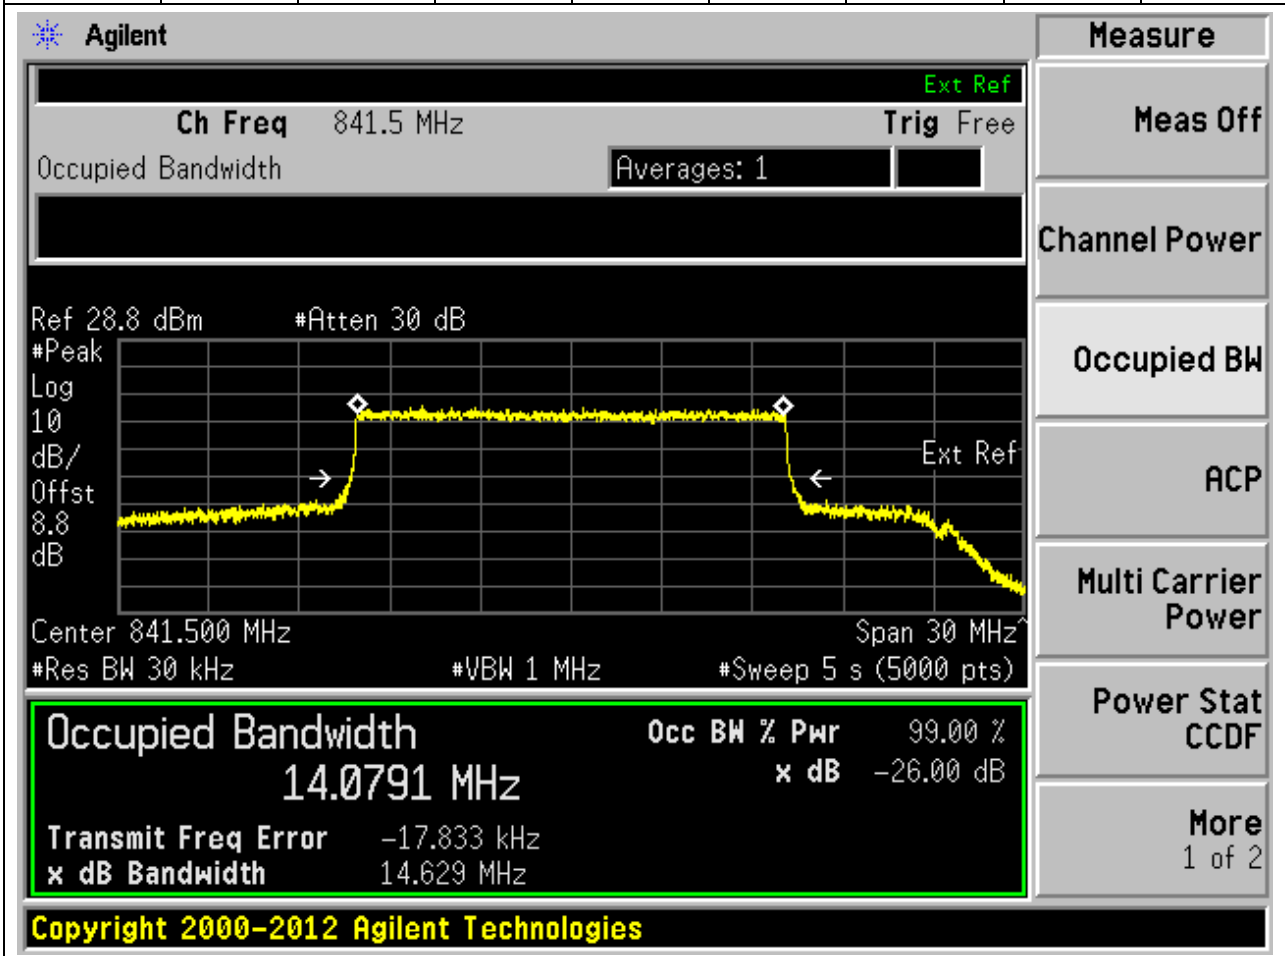 Agilent
Measure
Ext Ref
Ch Freq 841.5 MHz Trig Free
Occupied Bandwidth Averages: 1
Meas Off
Channel Power
Occupied BW
ACP
Multi Carrier
Power
Power Stat
CCDF
More
1 of 2
Ref 28.8 dBm #Atten 30 dB
#Peak
Log
10
dB/
Offst
8.8
dB
Ext Ref
Center 841.500 MHz Span 30 MHz^
#Res BW 30 kHz #VBW 1 MHz #Sweep 5 s (5000 pts)
Occupied Bandwidth Occ BW % Pwr 99.00 %
14.0791 MHz x dB -26.00 dB
Transmit Freq Error -17.833 kHz
x dB Bandwidth 14.629 MHz
Copyright 2000-2012 Agilent Technologies